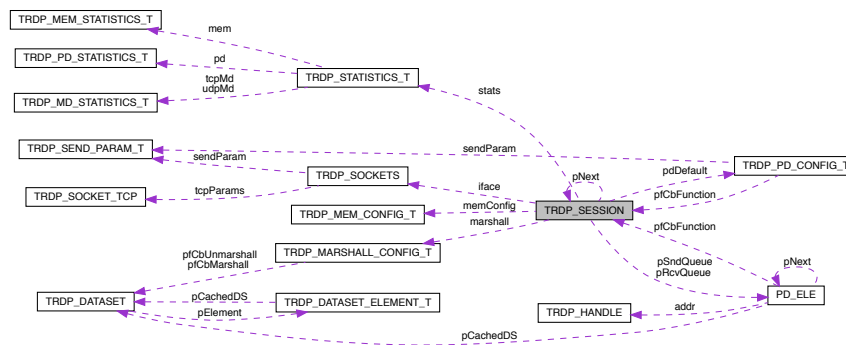 TRDP_MEM_STATISTICS_T
mem
TRDP_PD_STATISTICS_T
pd
TRDP_STATISTICS_T
tcpMd
udpMd
TRDP_MD_STATISTICS_T
stats
TRDP_SEND_PARAM_T
sendParam
sendParam
TRDP_PD_CONFIG_T
TRDP_SOCKETS
pNext
pdDefault
TRDP_SOCKET_TCP
tcpParams
iface
pfCbFunction
memConfig
TRDP_SESSION
TRDP_MEM_CONFIG_T
marshall
pfCbFunction
pfCbUnmarshall
pfCbMarshall
TRDP_MARSHALL_CONFIG_T
pSndQueue
pRcvQueue
pNext
TRDP_DATASET
pCachedDS
TRDP_DATASET_ELEMENT_T
PD_ELE
pElement
TRDP_HANDLE
addr
pCachedDS